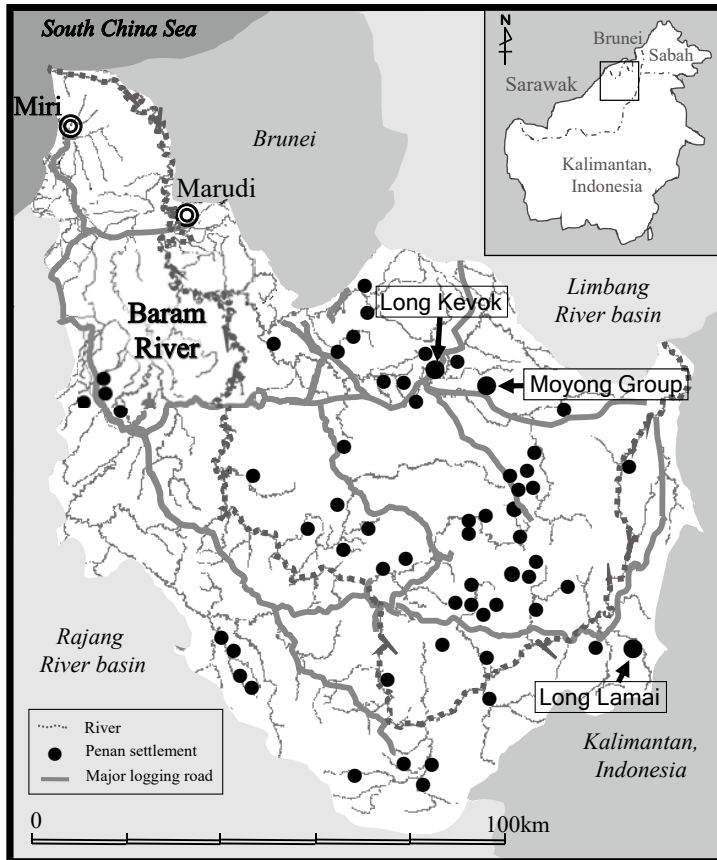 South China Sea
N
Brunei
Sabah
Sarawak
Kalimantan,
Indonesia
Miri
Brunei
Marudi
Limbang
River basin
Long Kevok
Baram
River
Moyong Group
Rajang
River basin
Long Lamai
Kalimantan,
Indonesia
River
Penan settlement
Major logging road
0
100km